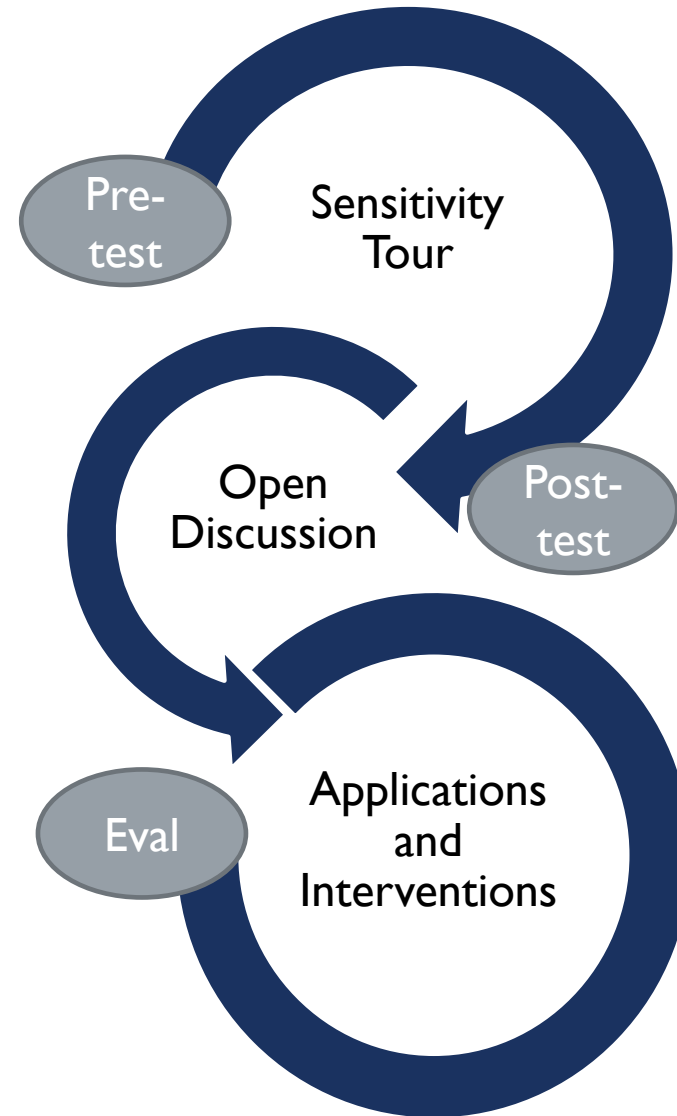 Pre-
test
Sensitivity
Tour
Open
Discussion
Post-
test
Applications
and
Interventions
Eval